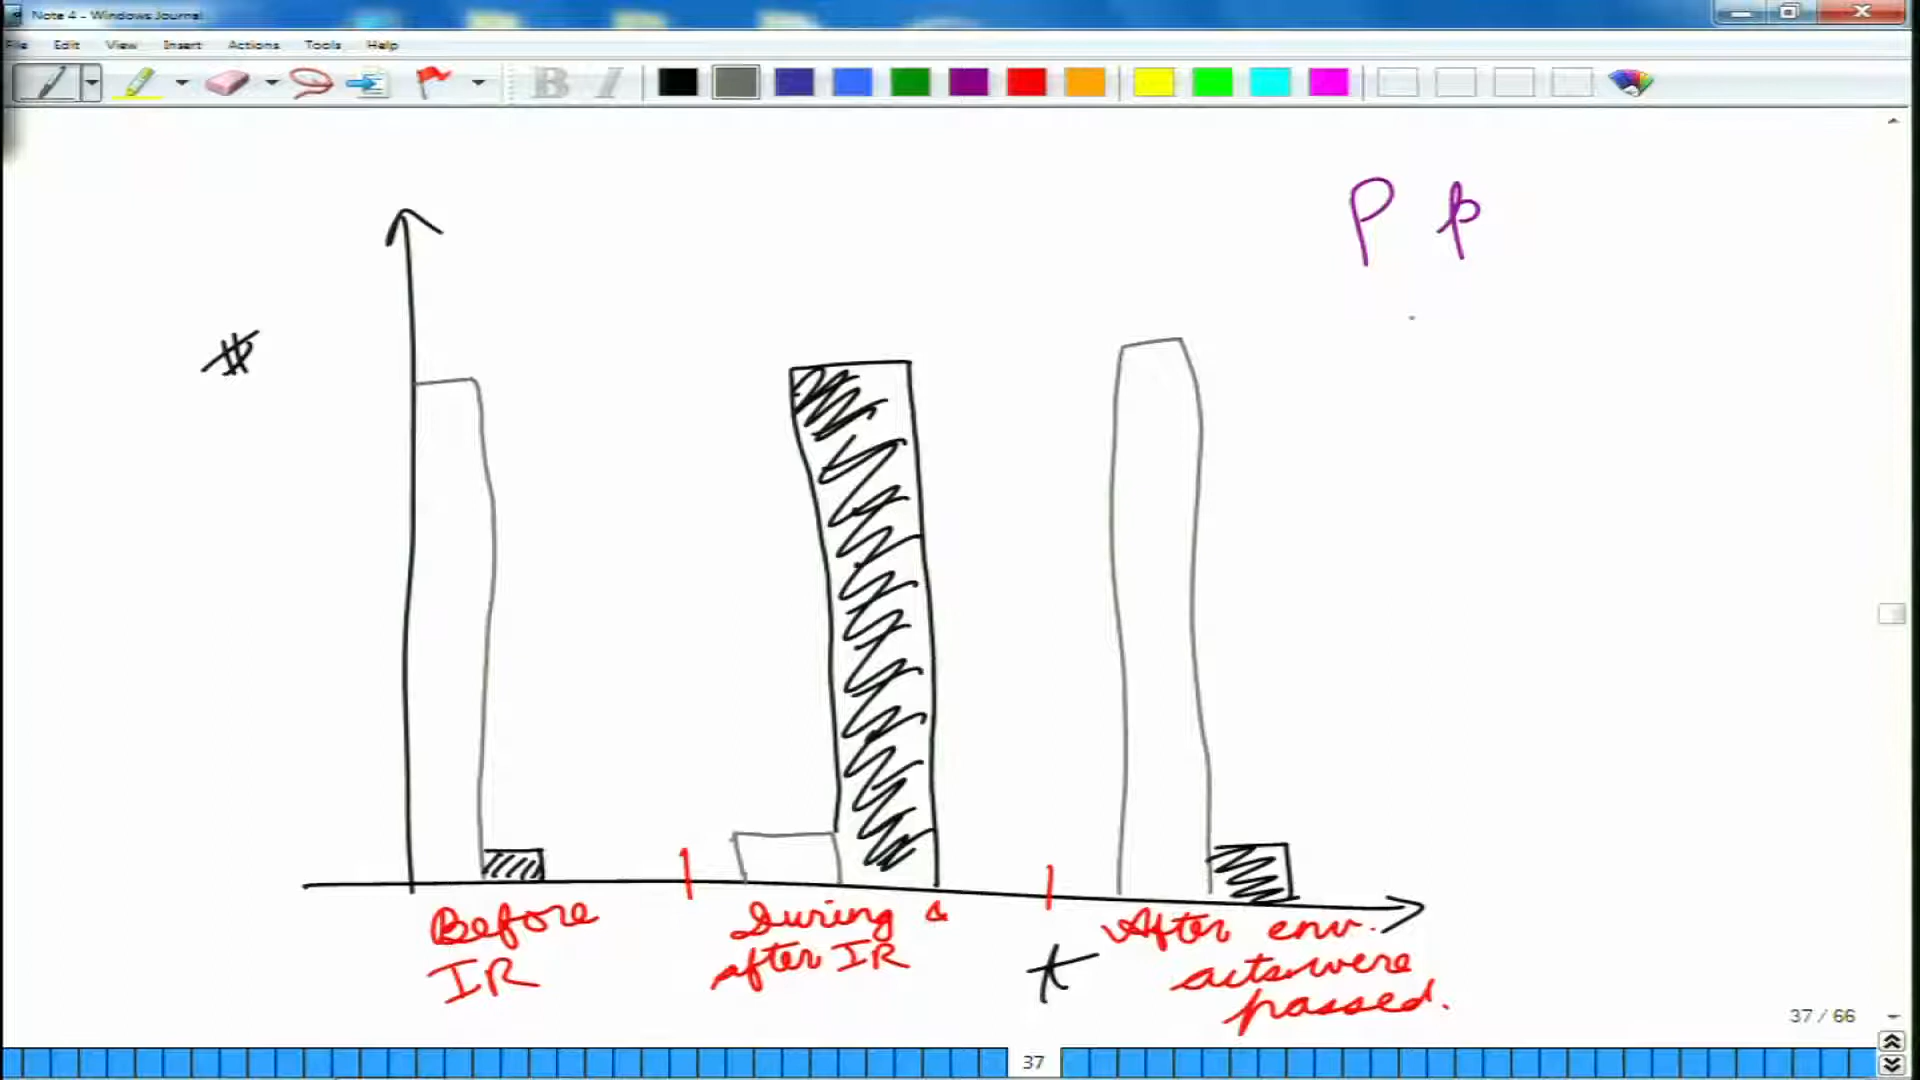 Note 4 - Windows Journal
File Edit View Insert Actions Tools Help
B I
P p
#
Before During & After env.
IR after IR t acts were
passed.
37 / 66
37